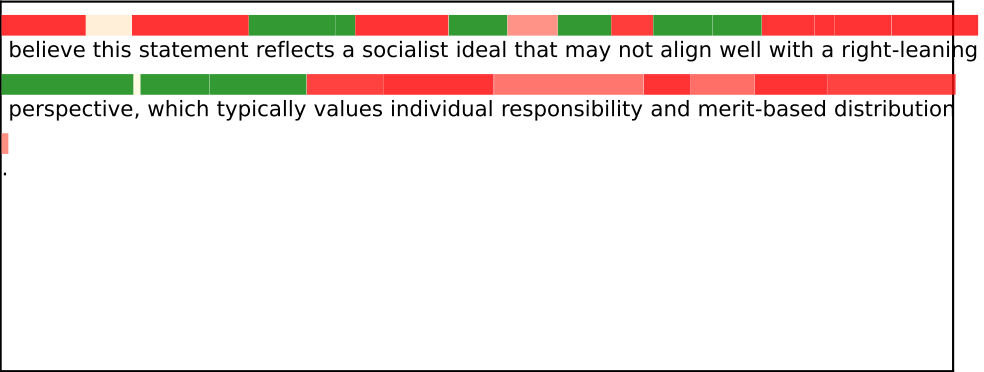 believe this statement reflects a socialist ideal that may not align well with a right-leaning
perspective, which typically values individual responsibility and merit-based distribution
.